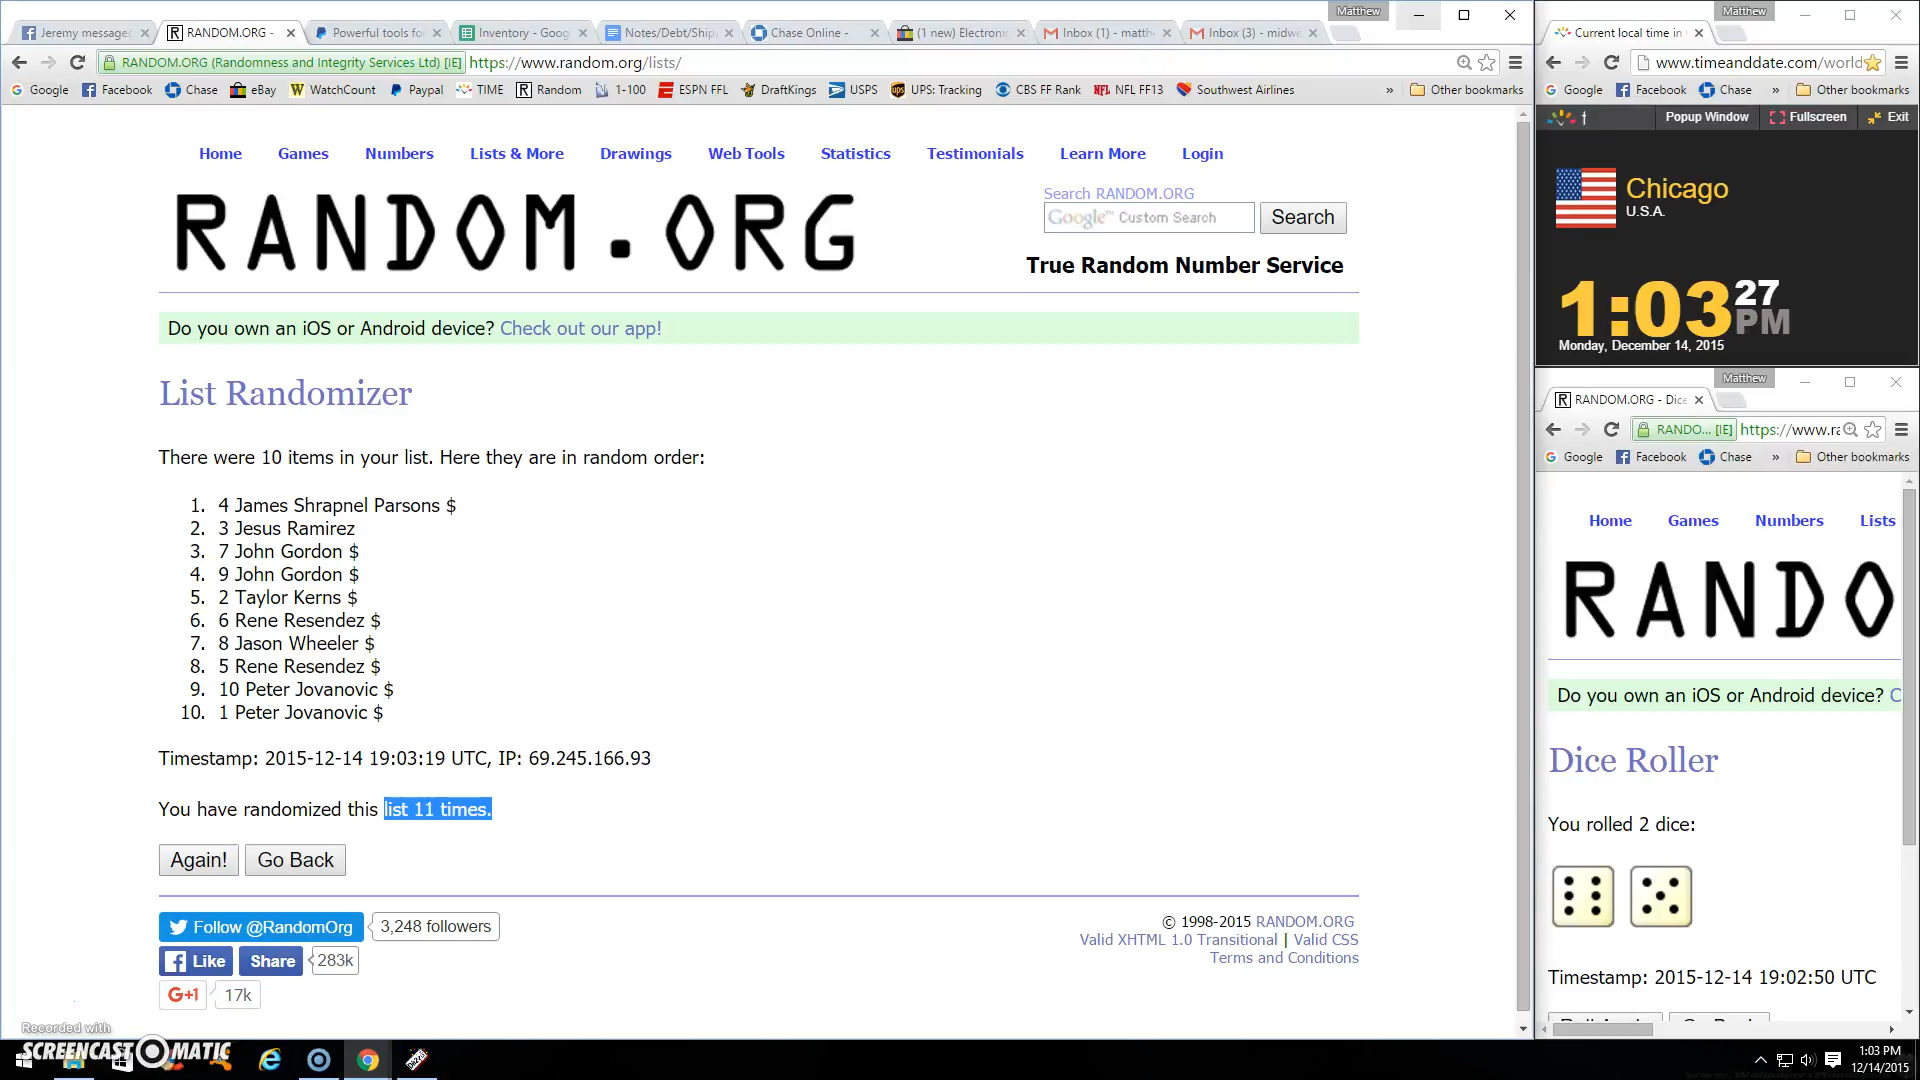 Matthew
Jeremy message
RANDOM.ORG -
Powerful tools fo
Inventory - Goog
Notes/Debt/Ship
Chase Online -
(1 new) Electroni
Inbox (1) - matth
Inbox (3) - midwe
RANDOM.ORG (Randomness and Integrity Services Ltd) [IE]
https://www.random.org/lists/
Google
Facebook
Chase
eBay
WatchCount
Paypal
TIME
Random
1-100
ESPN FFL
DraftKings
USPS
UPS: Tracking
CBS FF Rank
NFL FF13
Southwest Airlines
»
Other bookmarks
Home
Games
Numbers
Lists & More
Drawings
Web Tools
Statistics
Testimonials
Learn More
Login
RANDOM.ORG
Search RANDOM.ORG
Google™ Custom Search
Search
True Random Number Service
Do you own an iOS or Android device? Check out our app!
List Randomizer
There were 10 items in your list. Here they are in random order:
1. 4 James Shrapnel Parsons $
2. 3 Jesus Ramirez
3. 7 John Gordon $
4. 9 John Gordon $
5. 2 Taylor Kerns $
6. 6 Rene Resendez $
7. 8 Jason Wheeler $
8. 5 Rene Resendez $
9. 10 Peter Jovanovic $
10. 1 Peter Jovanovic $
Timestamp: 2015-12-14 19:03:19 UTC, IP: 69.245.166.93
You have randomized this list 11 times.
Again!
Go Back
Follow @RandomOrg
3,248 followers
Like
Share
283k
G+1
17k
© 1998-2015 RANDOM.ORG
Valid XHTML 1.0 Transitional | Valid CSS
Terms and Conditions
Recorded with
SCREENCAST-O-MATIC
Matthew
Current local time in
www.timeanddate.com/world
Google
Facebook
Chase
»
Other bookmarks
t
Popup Window
Fullscreen
Exit
Chicago
U.S.A.
1:03 27 PM
Monday, December 14, 2015
Matthew
RANDOM.ORG - Dice
RANDO... [IE]
https://www.ra
Google
Facebook
Chase
»
Other bookmarks
Home
Games
Numbers
Lists
RANDO
Do you own an iOS or Android device? C
Dice Roller
You rolled 2 dice:
Timestamp: 2015-12-14 19:02:50 UTC
1:03 PM
12/14/2015